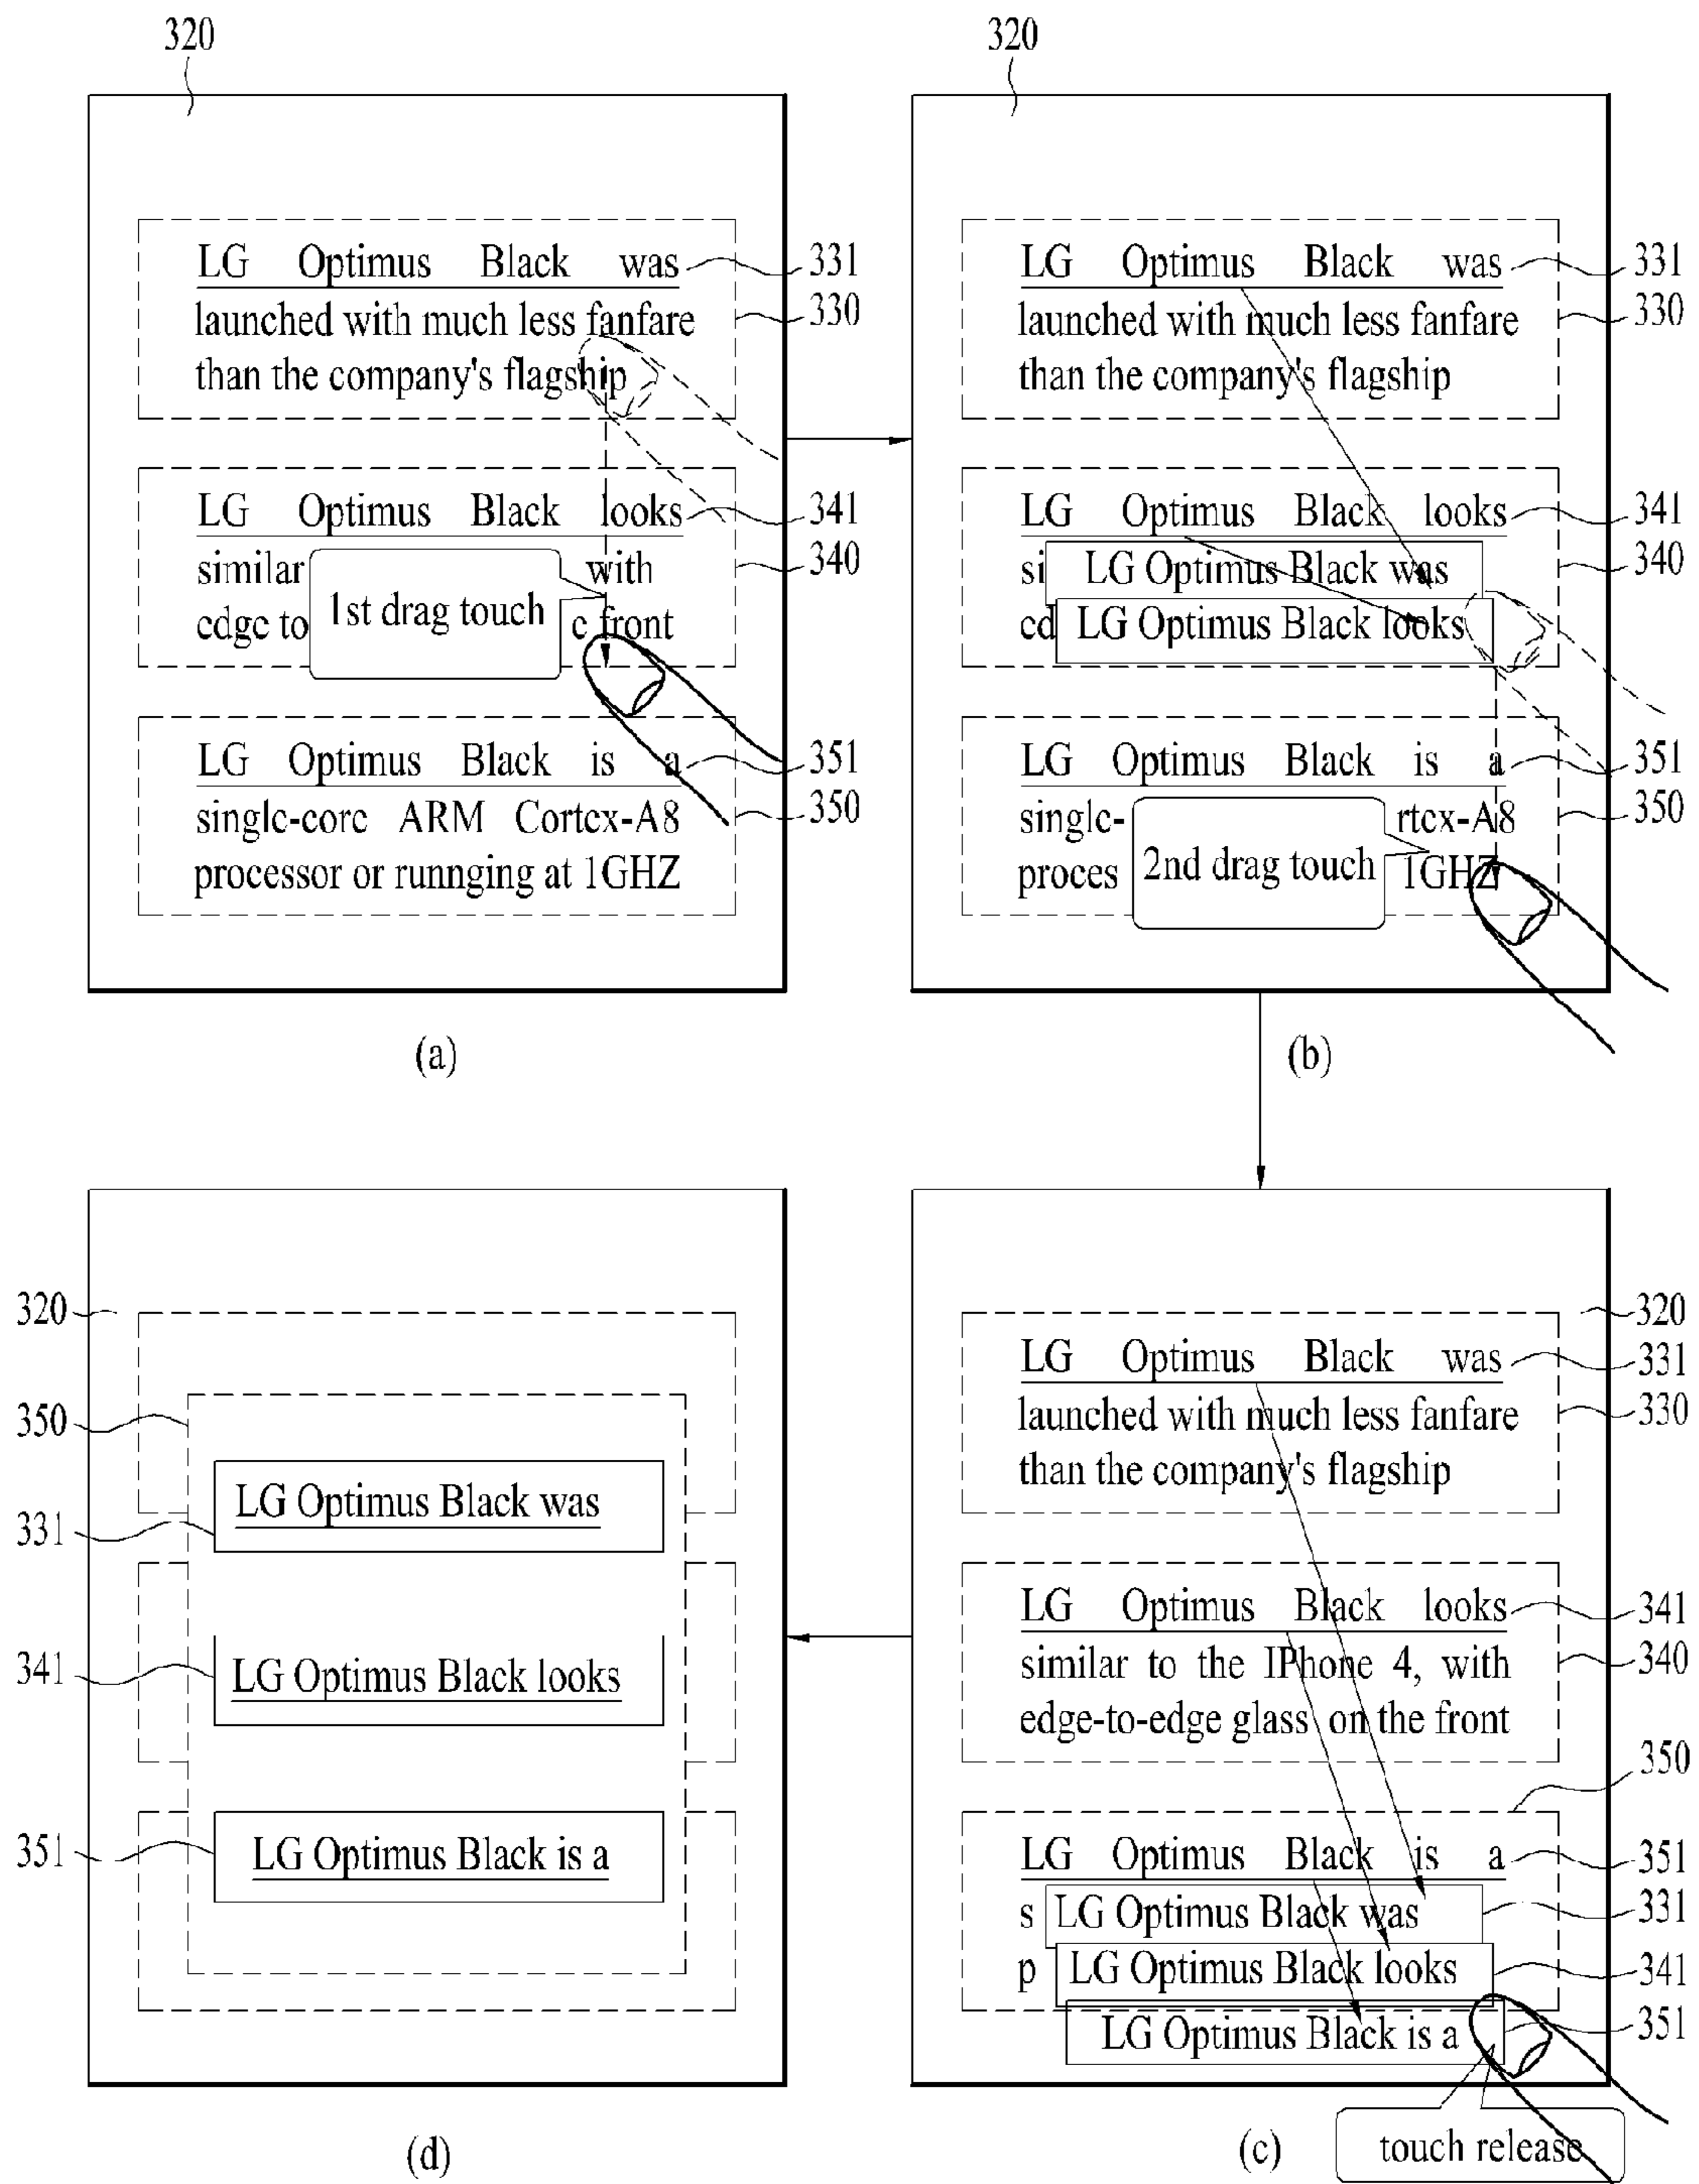 320
LG Optimus Black was 331
launched with much less fanfare 330
than the company's flagship
LG Optimus Black looks 341
similar with 340
edge to e front
1st drag touch
LG Optimus Black is a 351
single-core ARM Cortex-A8 350
processor or runnging at 1GHZ
(a)
320
LG Optimus Black was 331
launched with much less fanfare 330
than the company's flagship
LG Optimus Black looks 341
si LG Optimus Black was 340
ed LG Optimus Black looks
LG Optimus Black is a 351
single- rtex-A8 350
proces 1GHZ
2nd drag touch
(b)
320
350
LG Optimus Black was
331
341 LG Optimus Black looks
351 LG Optimus Black is a
(d)
320
LG Optimus Black was 331
launched with much less fanfare 330
than the company's flagship
LG Optimus Black looks 341
similar to the IPhone 4, with 340
edge-to-edge glass on the front
350
LG Optimus Black is a 351
s LG Optimus Black was 331
p LG Optimus Black looks 341
LG Optimus Black is a 351
touch release
(c)